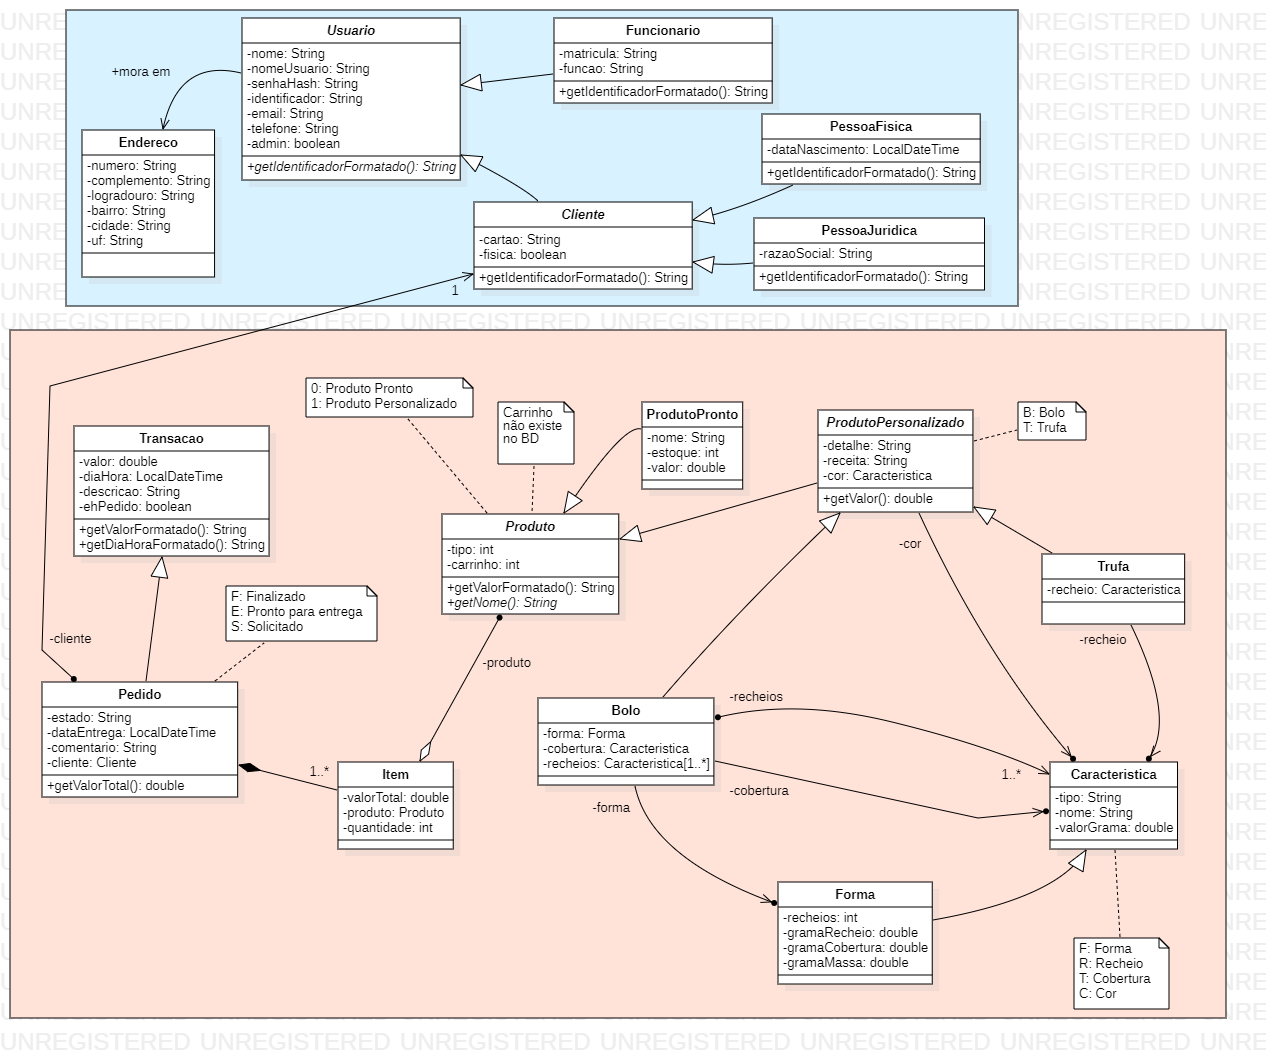 Usuario
-nome: String
-nomeUsuario: String
-senhaHash: String
-identificador: String
-email: String
-telefone: String
-admin: boolean
+getIdentificadorFormatado(): String
Funcionario
-matricula: String
-funcao: String
+getIdentificadorFormatado(): String
+mora em
Endereco
-numero: String
-complemento: String
-logradouro: String
-bairro: String
-cidade: String
-uf: String
PessoaFisica
-dataNascimento: LocalDateTime
+getIdentificadorFormatado(): String
Cliente
-cartao: String
-fisica: boolean
+getIdentificadorFormatado(): String
PessoaJuridica
-razaoSocial: String
+getIdentificadorFormatado(): String
1
0: Produto Pronto
1: Produto Personalizado
Carrinho
não existe
no BD
ProdutoPronto
-nome: String
-estoque: int
-valor: double
ProdutoPersonalizado
-detalhe: String
-receita: String
-cor: Caracteristica
+getValor(): double
B: Bolo
T: Trufa
Transacao
-valor: double
-diaHora: LocalDateTime
-descricao: String
-ehPedido: boolean
+getValorFormatado(): String
+getDiaHoraFormatado(): String
Produto
-tipo: int
-carrinho: int
+getValorFormatado(): String
+getNome(): String
-cor
Trufa
-recheio: Caracteristica
F: Finalizado
E: Pronto para entrega
S: Solicitado
-cliente
-produto
-recheio
Pedido
-estado: String
-dataEntrega: LocalDateTime
-comentario: String
-cliente: Cliente
+getValorTotal(): double
1..*
Item
-valorTotal: double
-produto: Produto
-quantidade: int
Bolo
-forma: Forma
-cobertura: Caracteristica
-recheios: Caracteristica[1..*]
-recheios
1..*
-cobertura
-forma
Caracteristica
-tipo: String
-nome: String
-valorGrama: double
Forma
-recheios: int
-gramaRecheio: double
-gramaCobertura: double
-gramaMassa: double
F: Forma
R: Recheio
T: Cobertura
C: Cor
UNREGISTERED UNREGISTERED UNREGISTERED UNREGISTERED UNREGISTERED UNREGISTERED UNRE